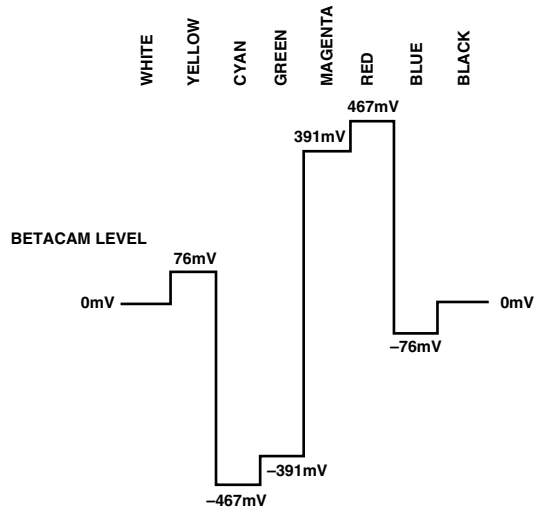 WHITE
YELLOW
CYAN
GREEN
MAGENTA
RED
BLUE
BLACK
467mV
391mV
BETACAM LEVEL
76mV
0mV
0mV
–76mV
–391mV
–467mV